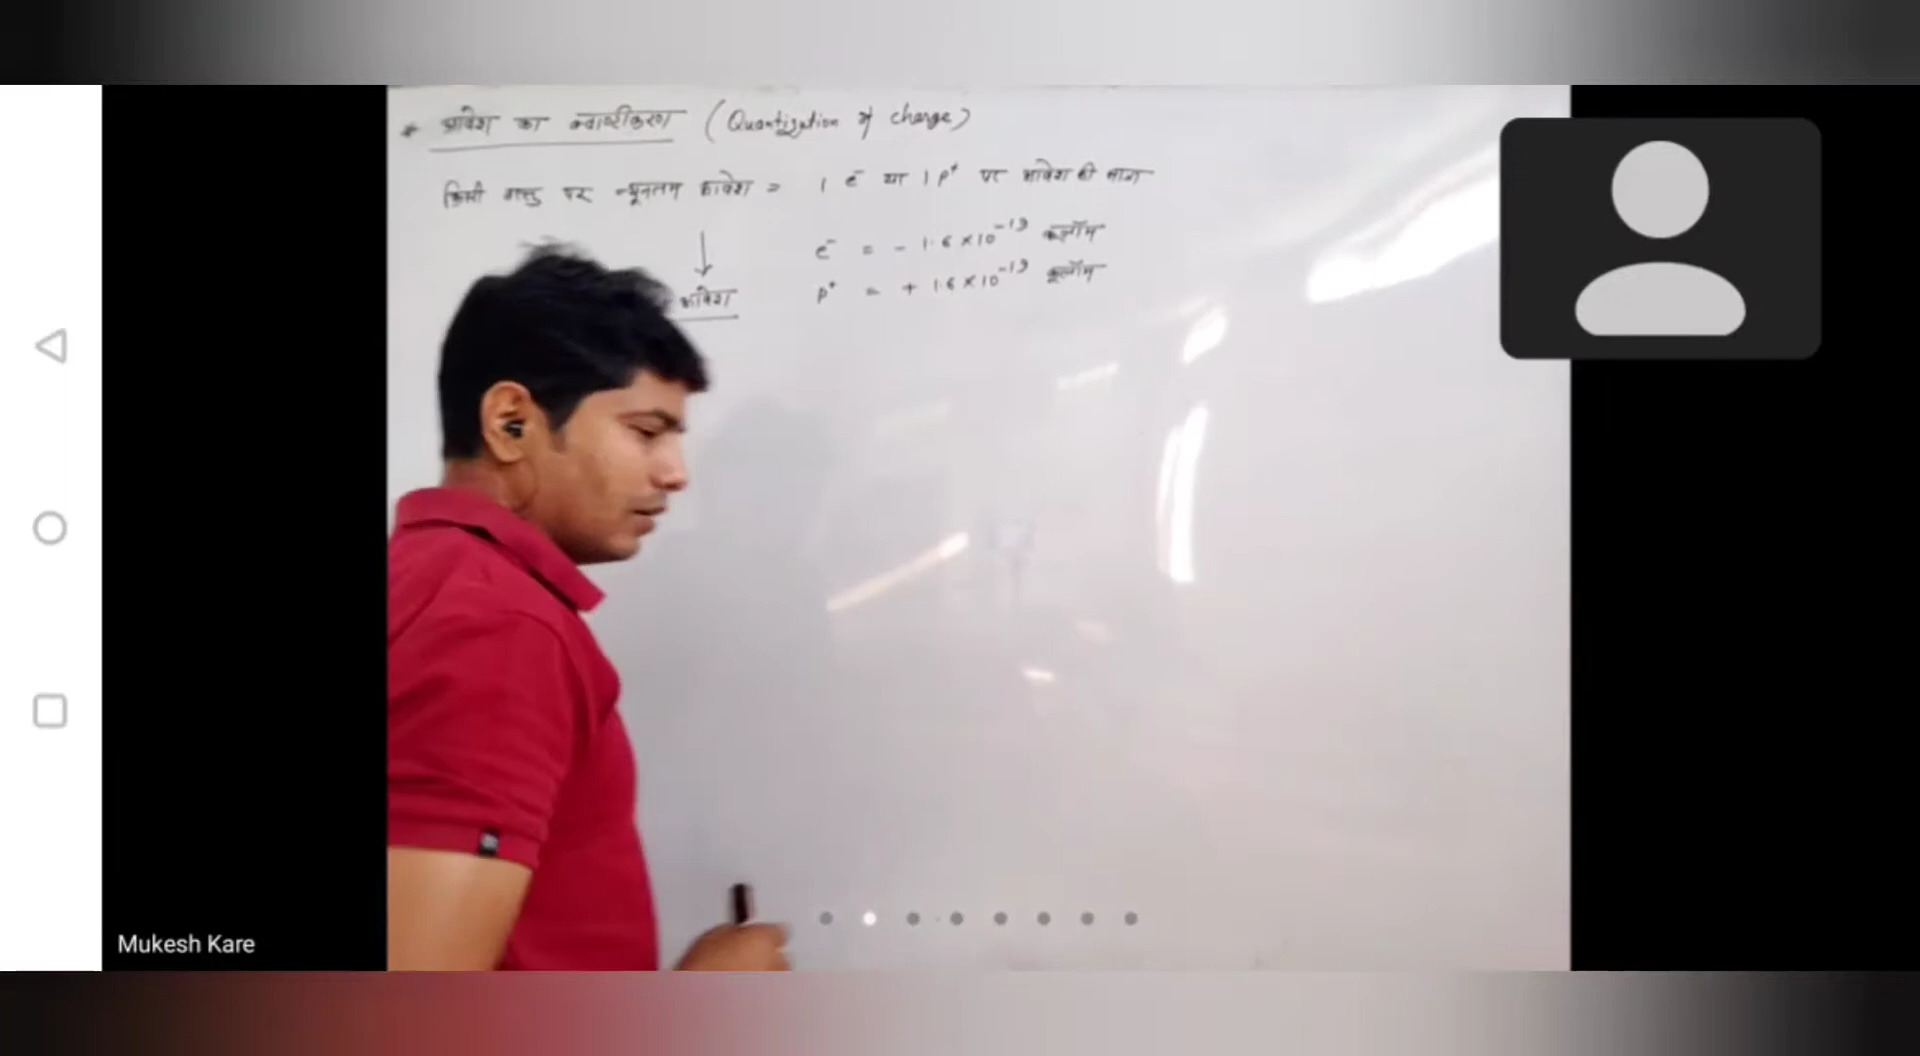 * आवेश का क्वाण्टीकरण (Quantization of charge)
किसी वस्तु पर न्यूनतम आवेश = 1 e⁻ या 1 p⁺ पर आवेश की मात्रा
e⁻ = - 1.6 × 10⁻¹⁹ कूलॉम
आवेश p⁺ = + 1.6 × 10⁻¹⁹ कूलॉम
Mukesh Kare